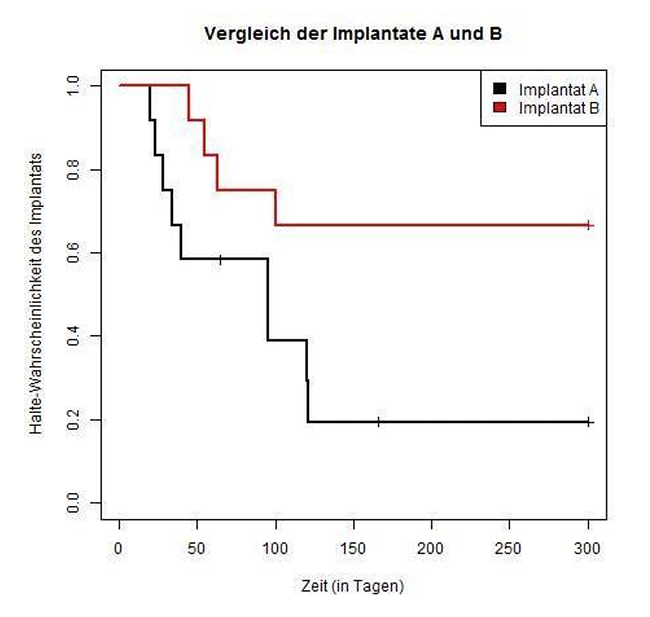 Vergleich der Implantate A und B
Implantat A
Implantat B
Halte-Wahrscheinlichkeit des Implantats
1.0
0.8
0.6
0.4
0.2
0.0
0 50 100 150 200 250 300
Zeit (in Tagen)